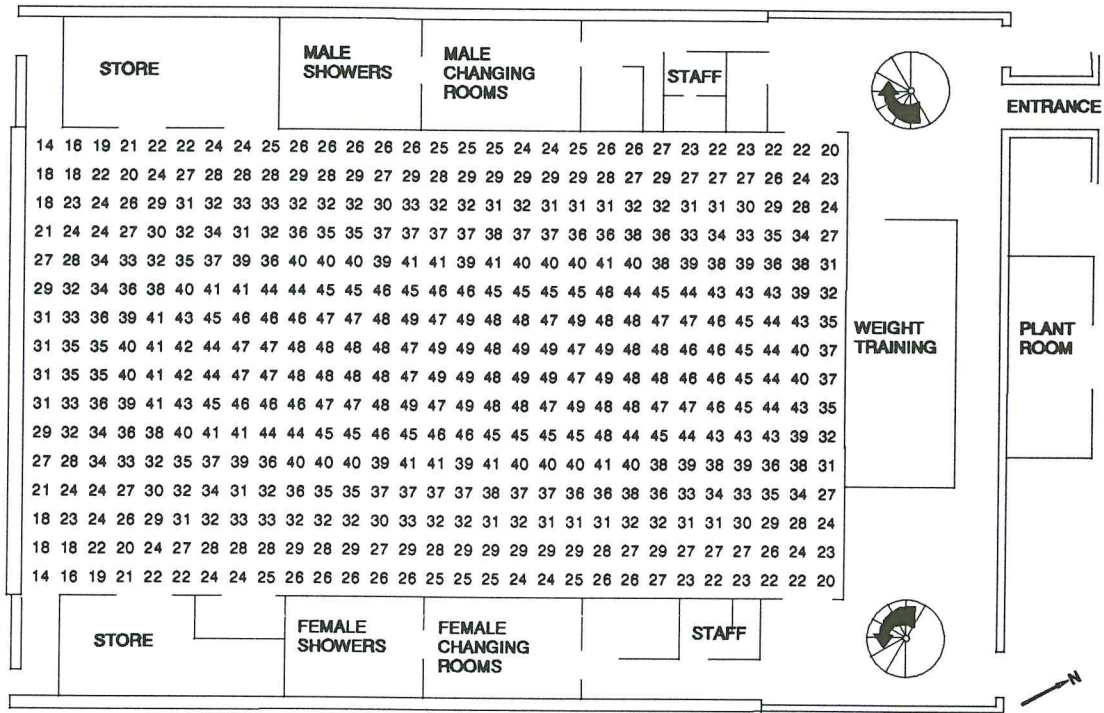 STORE
MALE
SHOWERS
MALE
CHANGING
ROOMS
STAFF
ENTRANCE
14 16 19 21 22 22 24 24 25 26 26 26 26 26 25 25 25 24 24 25 26 26 27 23 22 23 22 22 20
18 18 22 20 24 27 28 28 28 29 28 29 27 29 28 29 29 29 29 29 28 27 29 27 27 27 26 24 23
18 23 24 26 29 31 32 33 33 32 32 32 30 33 32 32 31 32 31 31 31 32 32 31 31 30 29 28 24
21 24 24 27 30 32 34 31 32 36 35 35 37 37 37 37 38 37 37 36 36 38 36 33 34 33 35 34 27
27 28 34 33 32 35 37 39 36 40 40 40 39 41 41 39 41 40 40 40 41 40 38 39 38 39 36 38 31
29 32 34 36 38 40 41 41 44 44 45 45 46 45 46 46 45 45 45 45 48 44 45 44 43 43 43 39 32
31 33 36 39 41 43 45 46 46 46 47 47 48 49 47 49 48 48 47 49 48 48 47 47 46 45 44 43 35
31 35 35 40 41 42 44 47 47 48 48 48 48 47 49 49 48 49 49 47 49 48 48 46 46 45 44 40 37
WEIGHT
TRAINING
PLANT
ROOM
31 35 35 40 41 42 44 47 47 48 48 48 48 47 49 49 48 49 49 47 49 48 48 46 46 45 44 40 37
31 33 36 39 41 43 45 46 46 46 47 47 48 49 47 49 48 48 47 49 48 48 47 47 46 45 44 43 35
29 32 34 36 38 40 41 41 44 44 45 45 46 45 46 46 45 45 45 45 48 44 45 44 43 43 43 39 32
27 28 34 33 32 35 37 39 36 40 40 40 39 41 41 39 41 40 40 40 41 40 38 39 38 39 36 38 31
21 24 24 27 30 32 34 31 32 36 35 35 37 37 37 37 38 37 37 36 36 38 36 33 34 33 35 34 27
18 23 24 26 29 31 32 33 33 32 32 32 30 33 32 32 31 32 31 31 31 32 32 31 31 30 29 28 24
18 18 22 20 24 27 28 28 28 29 28 29 27 29 28 29 29 29 29 29 28 27 29 27 27 27 26 24 23
14 16 19 21 22 22 24 24 25 26 26 26 26 26 25 25 25 24 24 25 26 26 27 23 22 23 22 22 20
STORE
FEMALE
SHOWERS
FEMALE
CHANGING
ROOMS
STAFF
N